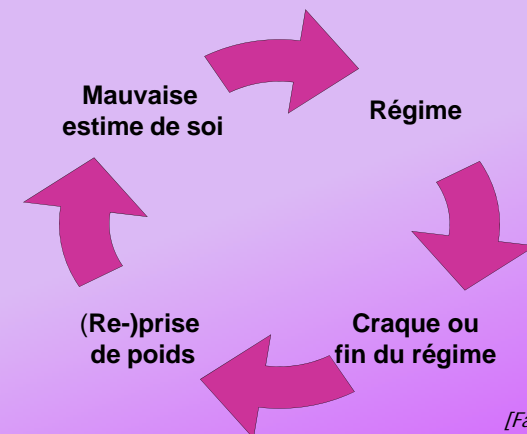 Mauvaise
estime de soi
Régime
Craque ou
fin du régime
(Re-)prise
de poids